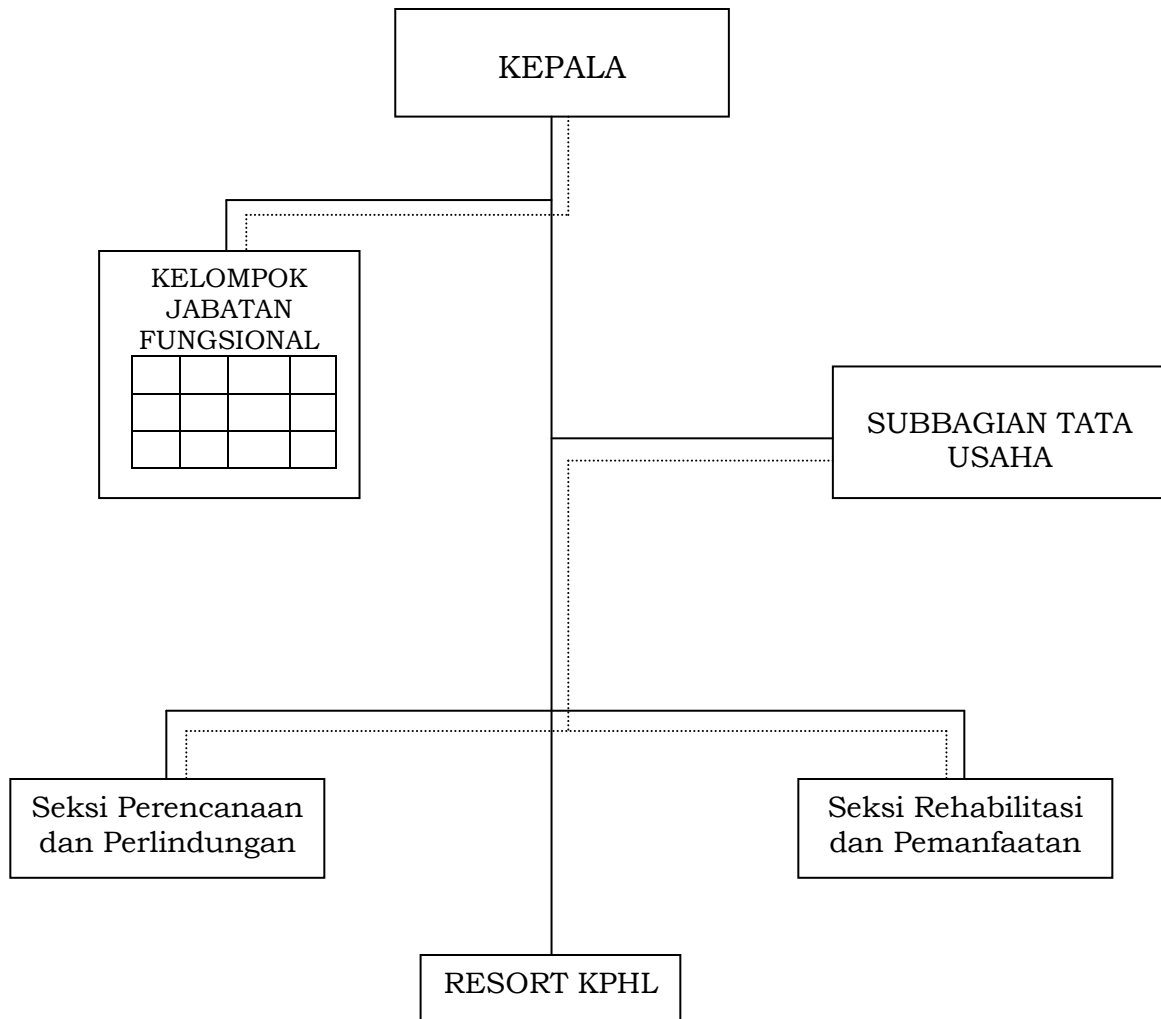 KEPALA
KELOMPOK
JABATAN
FUNGSIONAL
SUBBAGIAN TATA
USAHA
Seksi Perencanaan
dan Perlindungan
Seksi Rehabilitasi
dan Pemanfaatan
RESORT KPHL